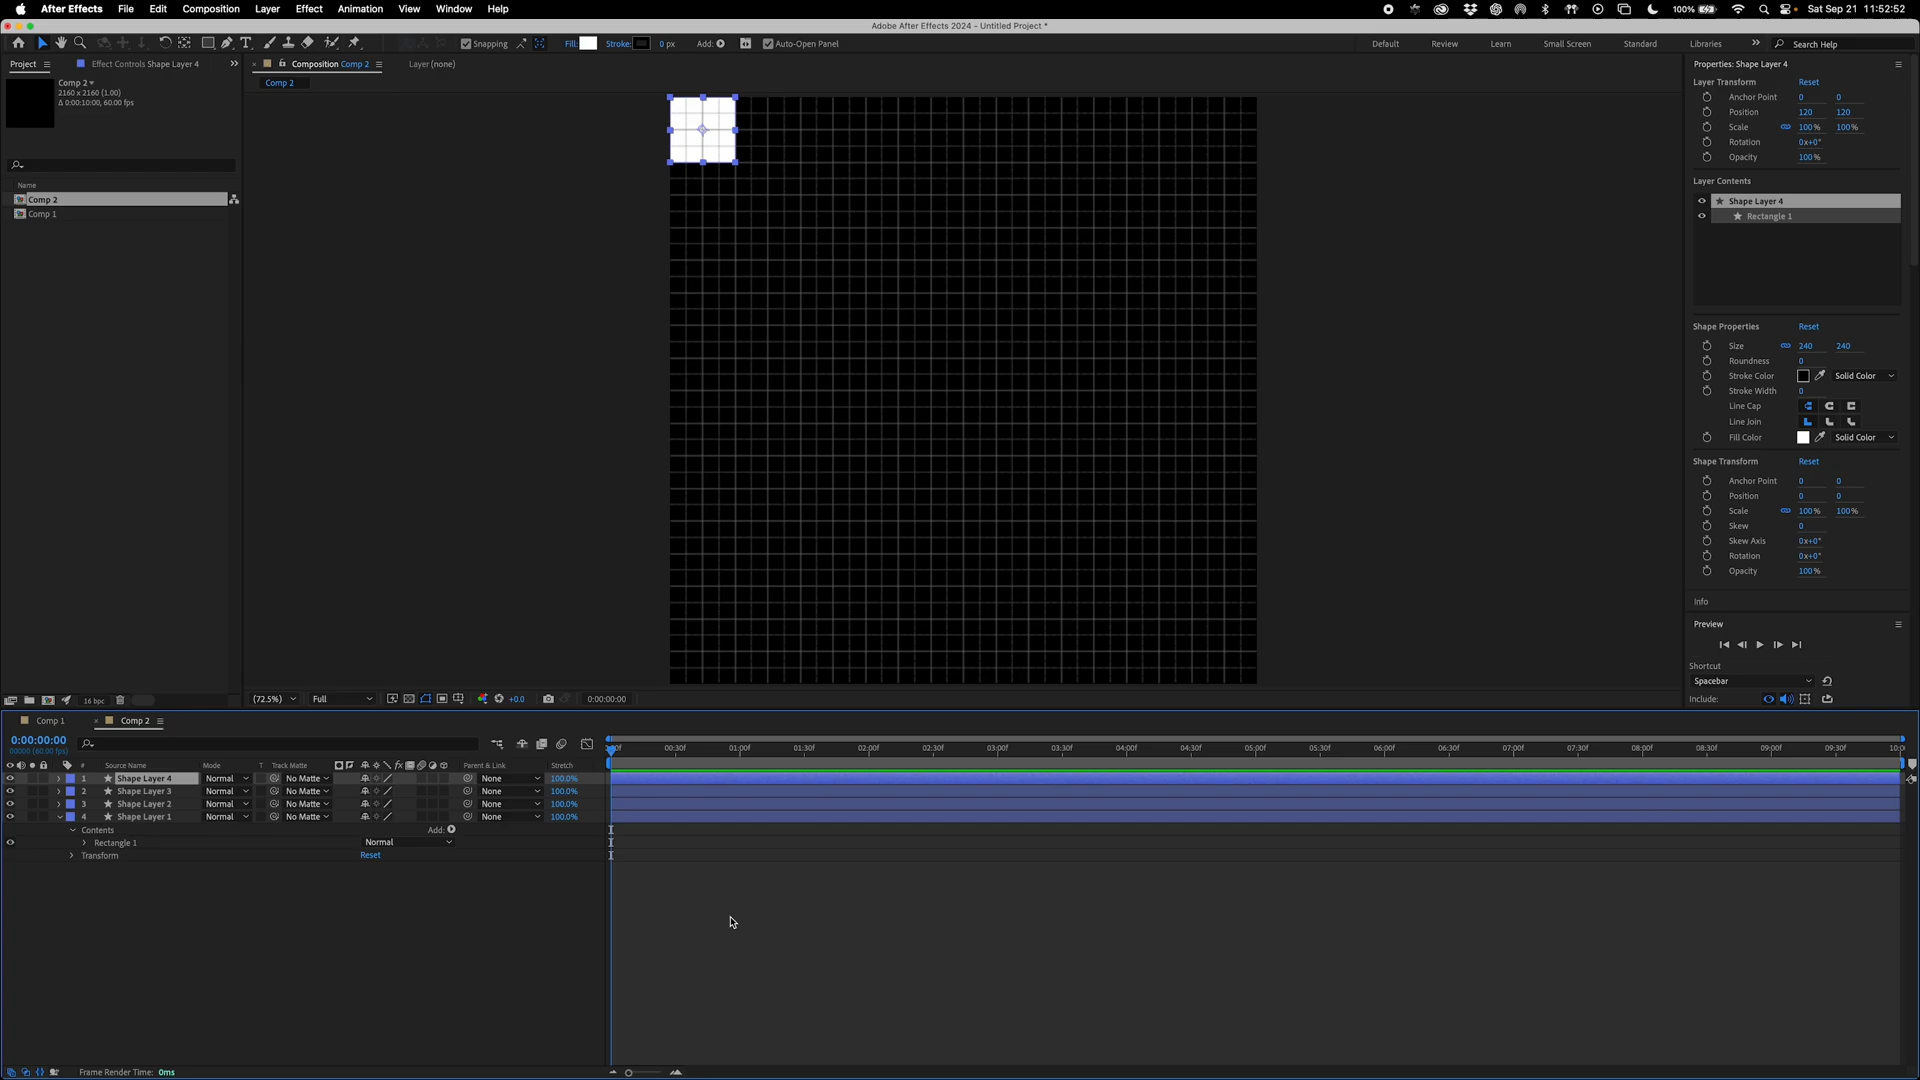 After Effects File Edit Composition Layer Effect Animation View Window Help 100% Sat Sep 21 11:52:52
Adobe After Effects 2024 - Untitled Project *
Snapping Fill: Stroke: 0 px Add: Auto-Open Panel Default Review Learn Small Screen Standard Libraries Search Help
Project Effect Controls Shape Layer 4 Composition Comp 2 Layer (none) Properties: Shape Layer 4
Comp 2
2160 x 2160 (1.00)
Δ 0:00:10:00, 60.00 fps
Comp 2
Name
Comp 2
Comp 1
Layer Transform Reset
Anchor Point 0 0
Position 120 120
Scale 100% 100%
Rotation 0x+0°
Opacity 100%
Layer Contents
Shape Layer 4
Rectangle 1
Shape Properties Reset
Size 240 240
Roundness 0
Stroke Color Solid Color
Stroke Width 0
Line Cap
Line Join
Fill Color Solid Color
Shape Transform Reset
Anchor Point 0 0
Position 0 0
Scale 100% 100%
Skew 0
Skew Axis 0x+0°
Rotation 0x+0°
Opacity 100%
Info
Preview
Shortcut
Spacebar
Include:
16 bpc (72.5%) Full +0.0 0:00:00:00
Comp 1 Comp 2
0:00:00:00
00000 (60.00 fps)
00:30f 01:00f 01:30f 02:00f 02:30f 03:00f 03:30f 04:00f 04:30f 05:00f 05:30f 06:00f 06:30f 07:00f 07:30f 08:00f 08:30f 09:00f 09:30f 10:0
# Source Name Mode T Track Matte fx Parent & Link Stretch
1 Shape Layer 4 Normal No Matte None 100.0%
2 Shape Layer 3 Normal No Matte None 100.0%
3 Shape Layer 2 Normal No Matte None 100.0%
4 Shape Layer 1 Normal No Matte None 100.0%
Contents Add:
Rectangle 1 Normal
Transform Reset
Frame Render Time: 0ms